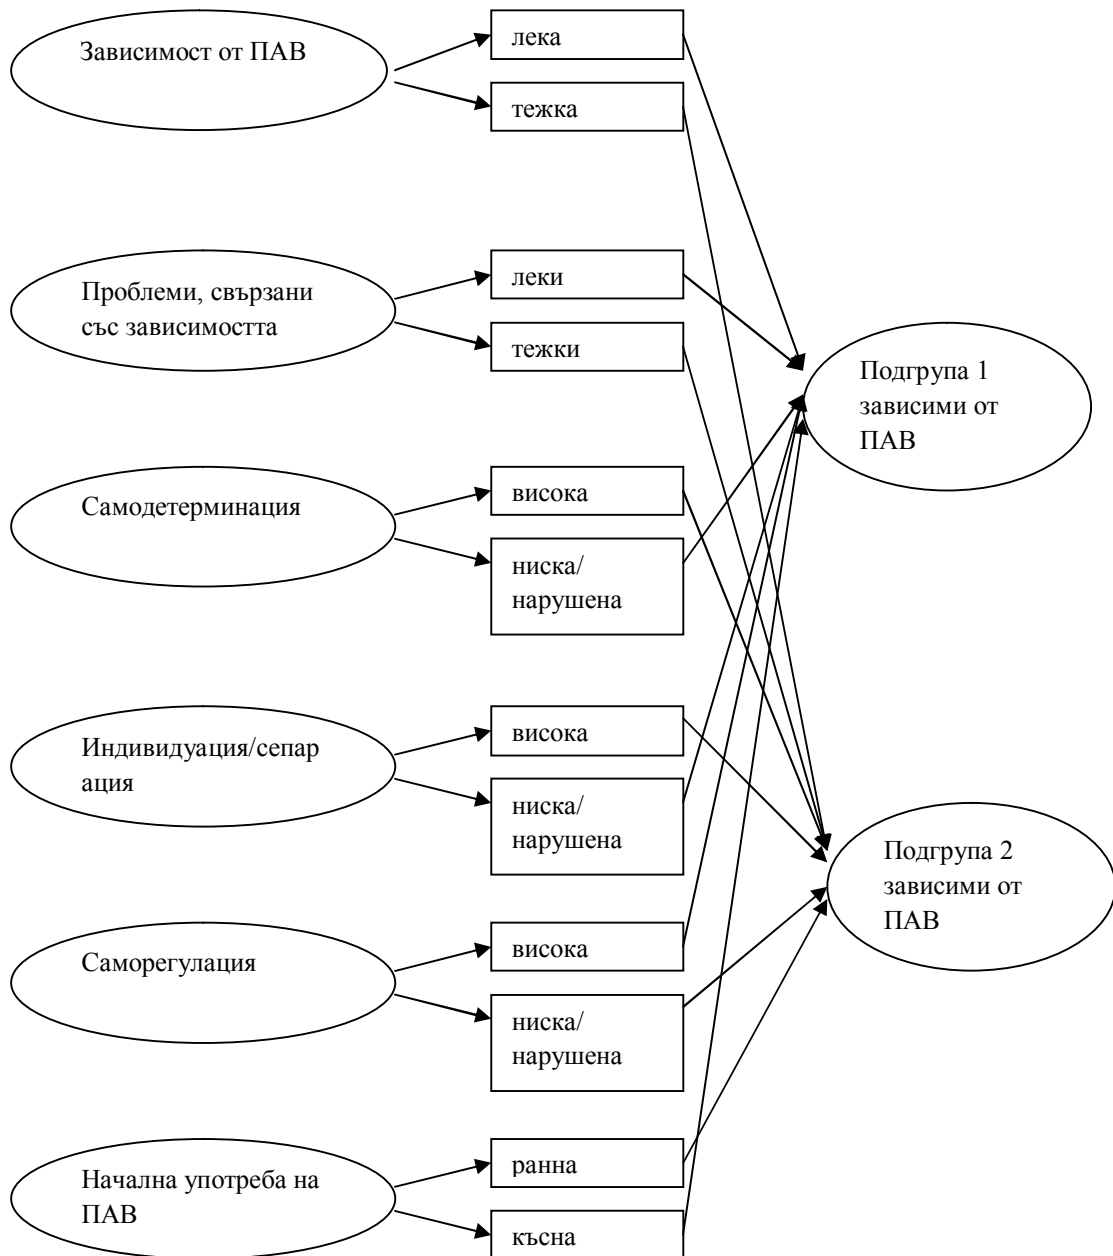 Зависимост от ПАВ
лека
тежка
Проблеми, свързани
със зависимостта
леки
тежки
Подгрупа 1
зависими от
ПАВ
Самодетерминация
висока
ниска/
нарушена
Индивидуация/сепар
ация
висока
ниска/
нарушена
Подгрупа 2
зависими от
ПАВ
Саморегулация
висока
ниска/
нарушена
Начална употреба на
ПАВ
ранна
късна